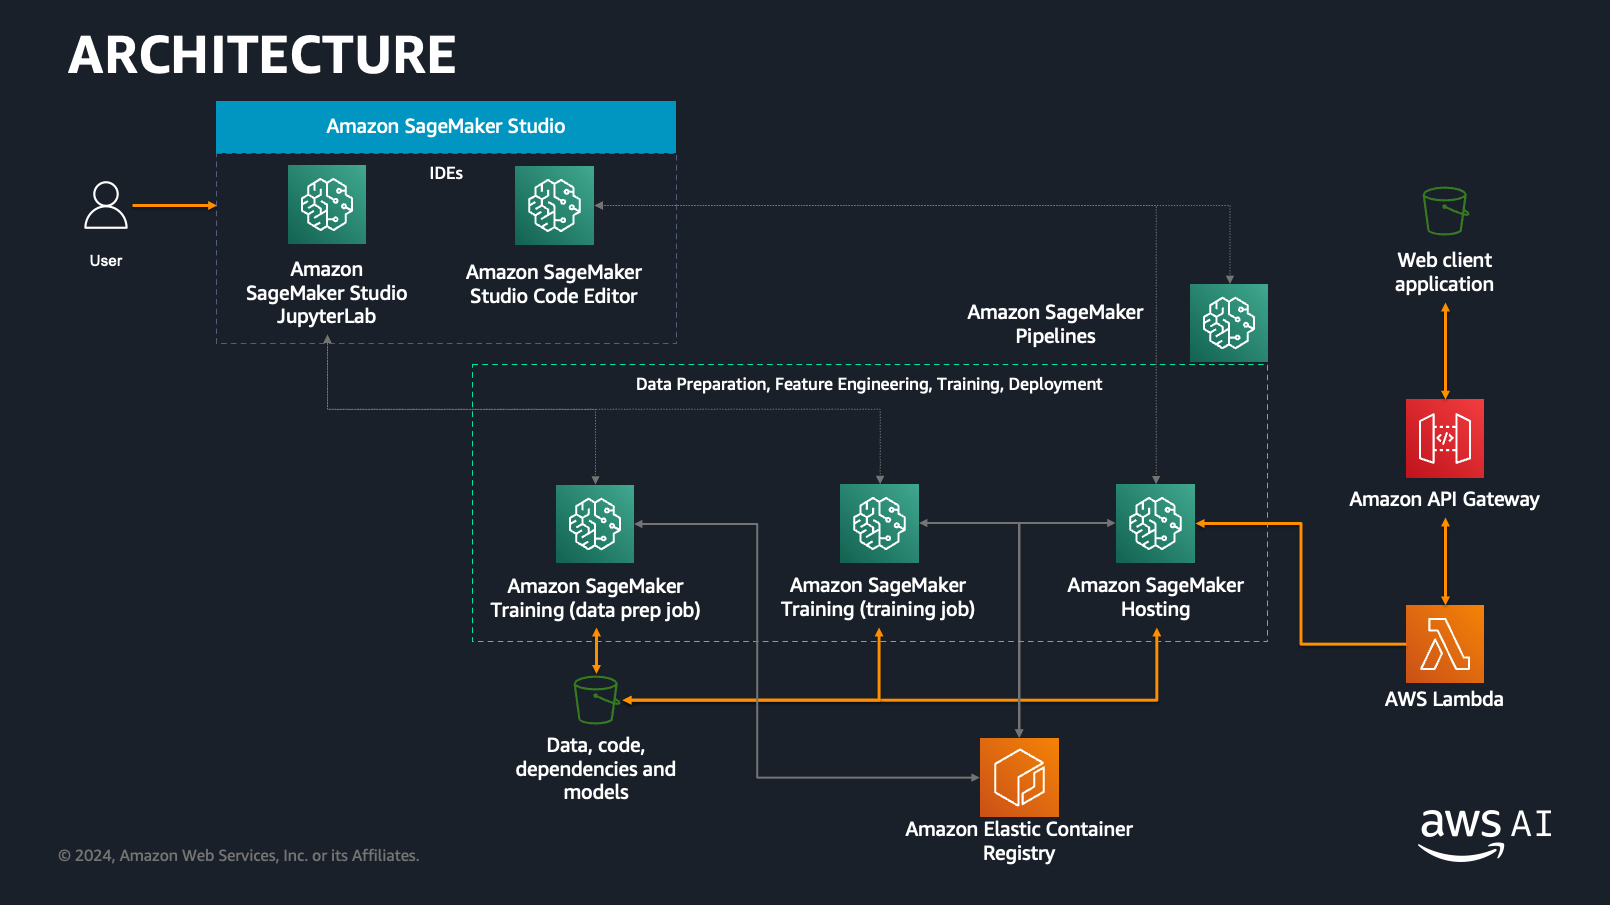 ARCHITECTURE
Amazon SageMaker Studio
IDEs
User
Amazon
SageMaker Studio
JupyterLab
Amazon SageMaker
Studio Code Editor
Web client
application
Amazon SageMaker
Pipelines
Data Preparation, Feature Engineering, Training, Deployment
Amazon API Gateway
Amazon SageMaker
Training (data prep job)
Amazon SageMaker
Training (training job)
Amazon SageMaker
Hosting
AWS Lambda
Data, code,
dependencies and
models
Amazon Elastic Container
Registry
aws AI
© 2024, Amazon Web Services, Inc. or its Affiliates.